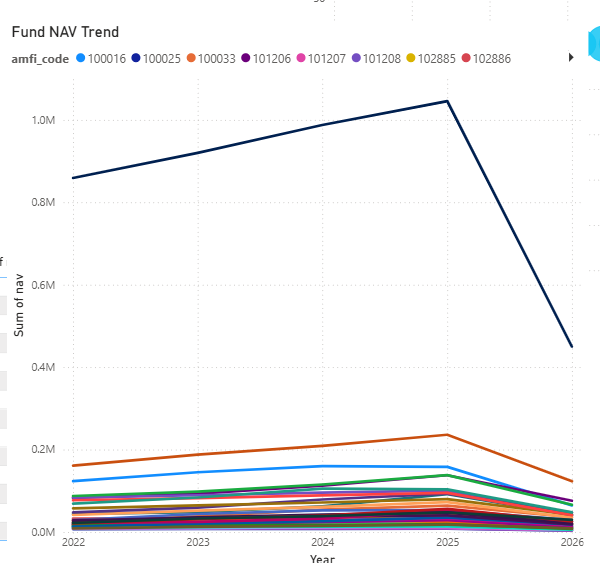 Fund NAV Trend
amfi_code 100016 100025 100033 101206 101207 101208 102885 102886
1.0M
0.8M
0.6M
0.4M
0.2M
0.0M
Sum of nav
2022 2023 2024 2025 2026
Year